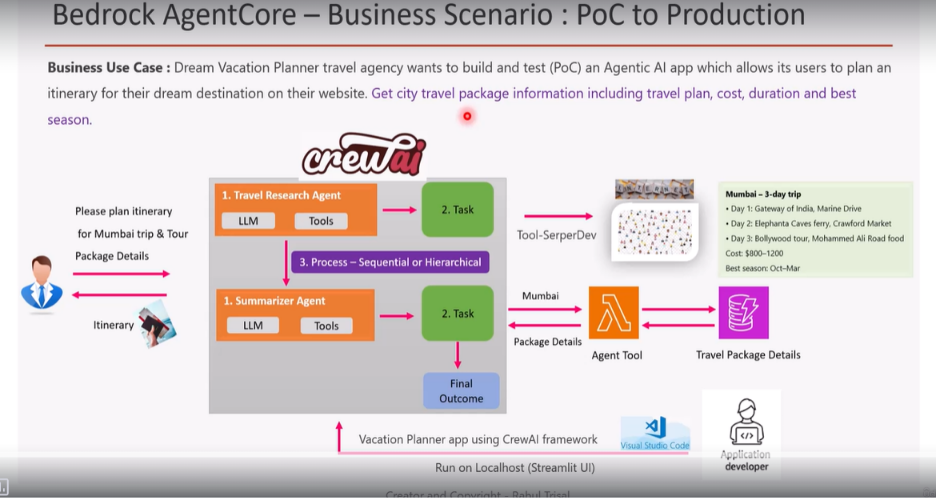 Bedrock AgentCore – Business Scenario : PoC to Production
Business Use Case : Dream Vacation Planner travel agency wants to build and test (PoC) an Agentic AI app which allows its users to plan an
itinerary for their dream destination on their website. Get city travel package information including travel plan, cost, duration and best
season.
crewai
1. Travel Research Agent
LLM
Tools
2. Task
3. Process – Sequential or Hierarchical
1. Summarizer Agent
LLM
Tools
2. Task
Final
Outcome
Please plan itinerary
for Mumbai trip & Tour
Package Details
Itinerary
Tool-SerperDev
INTERNET
Mumbai – 3-day trip
• Day 1: Gateway of India, Marine Drive
• Day 2: Elephanta Caves ferry, Crawford Market
• Day 3: Bollywood tour, Mohammed Ali Road food
Cost: $800–1200
Best season: Oct-Mar
Mumbai
Package Details
Agent Tool
Travel Package Details
Vacation Planner app using CrewAI framework
Visual Studio Code
Run on Localhost (Streamlit UI)
Application
developer
Creator and Copyright - Rahul Trisal